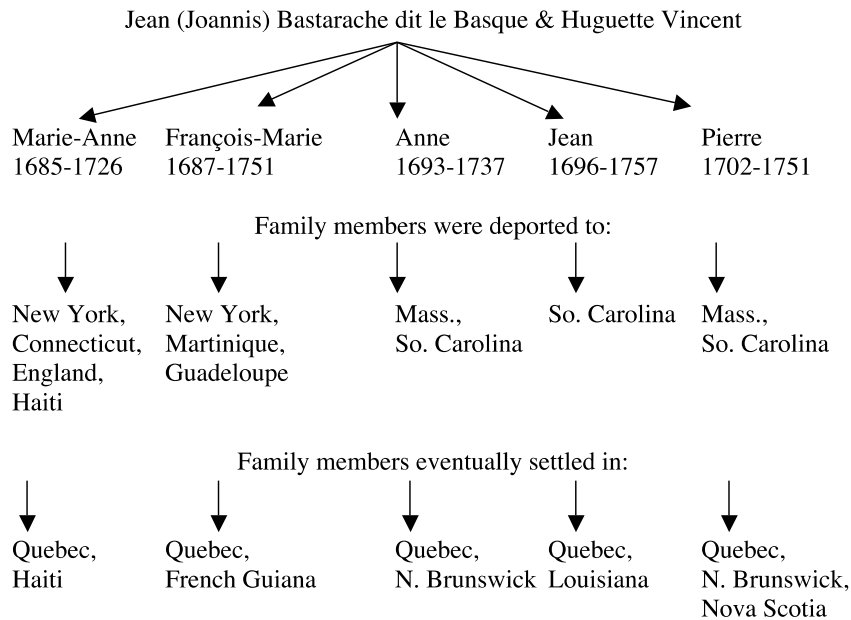 Jean (Joannis) Bastarache dit le Basque & Huguette Vincent
Marie-Anne
1685-1726
François-Marie
1687-1751
Anne
1693-1737
Jean
1696-1757
Pierre
1702-1751
Family members were deported to:
New York,
Connecticut,
England,
Haiti
New York,
Martinique,
Guadeloupe
Mass.,
So. Carolina
So. Carolina
Mass.,
So. Carolina
Family members eventually settled in:
Quebec,
Haiti
Quebec,
French Guiana
Quebec,
N. Brunswick
Quebec,
Louisiana
Quebec,
N. Brunswick,
Nova Scotia